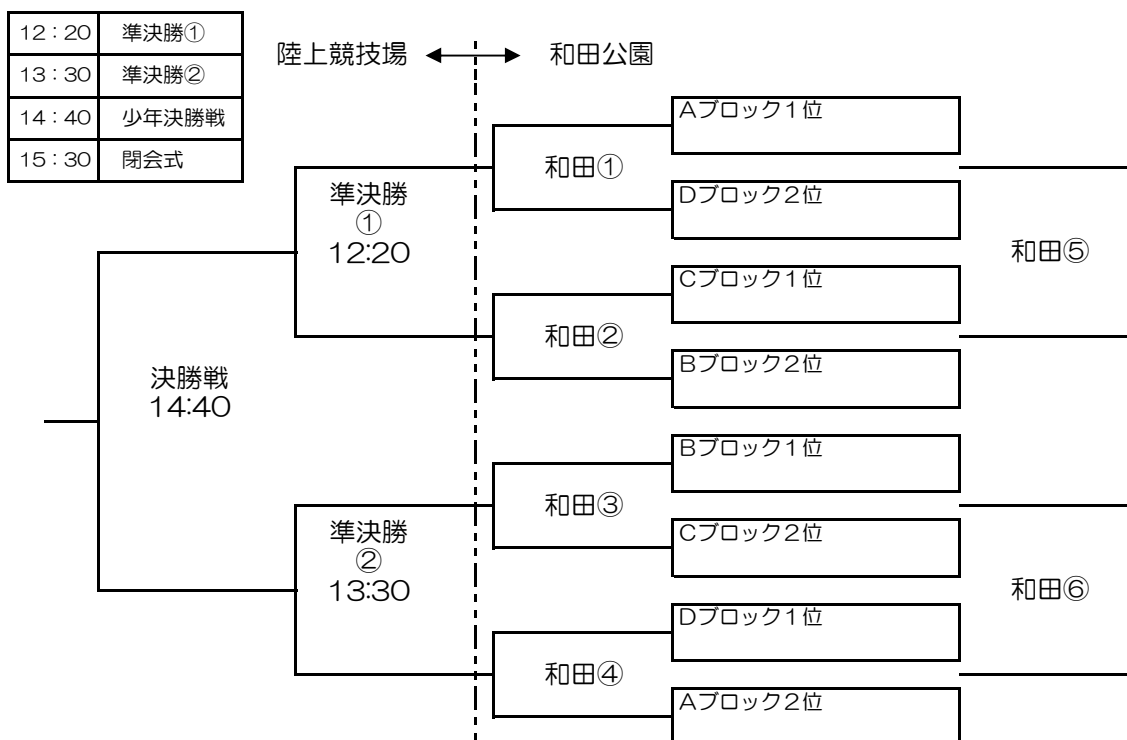 12：20 準決勝①
13：30 準決勝②
14：40 少年決勝戦
15：30 閉会式
陸上競技場 和田公園
Aブロック1位
和田①
Dブロック2位
準決勝
①
12:20
和田⑤
Cブロック1位
和田②
Bブロック2位
決勝戦
14:40
Bブロック1位
和田③
Cブロック2位
準決勝
②
13:30
和田⑥
Dブロック1位
和田④
Aブロック2位